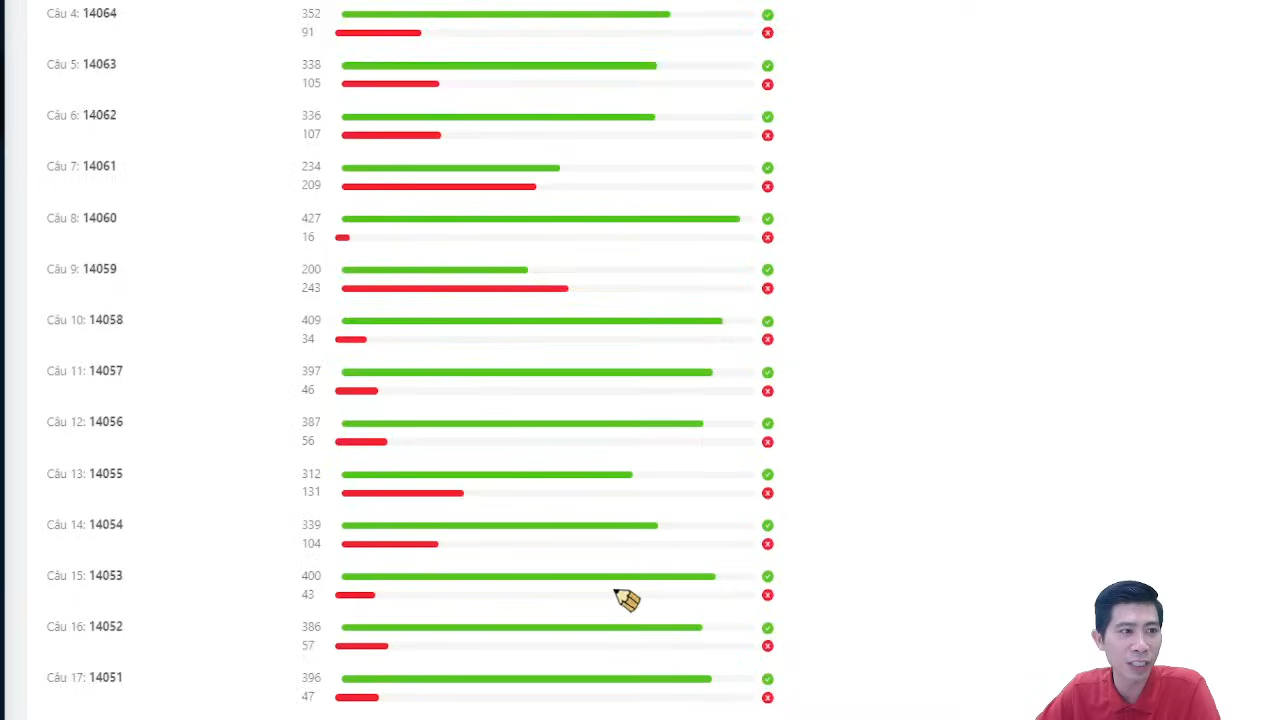 Câu 4: 14064 352
91
Câu 5: 14063 338
105
Câu 6: 14062 336
107
Câu 7: 14061 234
209
Câu 8: 14060 427
16
Câu 9: 14059 200
243
Câu 10: 14058 409
34
Câu 11: 14057 397
46
Câu 12: 14056 387
56
Câu 13: 14055 312
131
Câu 14: 14054 339
104
Câu 15: 14053 400
43
Câu 16: 14052 386
57
Câu 17: 14051 396
47